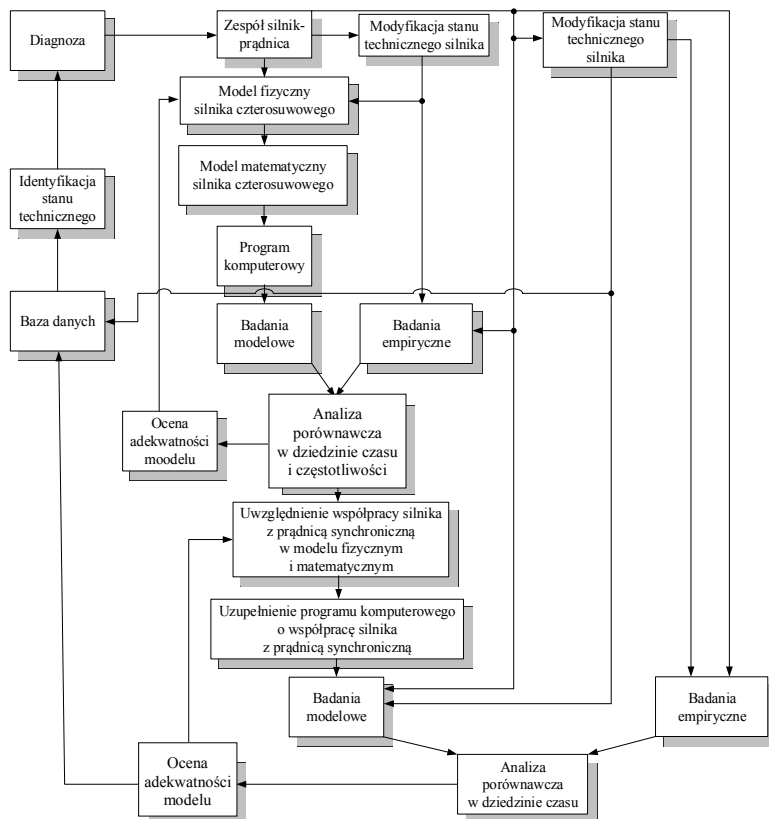 Diagnoza
Zespół silnik-
prądnica
Modyfikacja stanu
technicznego silnika
Modyfikacja stanu
technicznego
silnika
Model fizyczny
silnika czterosuwowego
Model matematyczny
silnika czterosuwowego
Identyfikacja
stanu
technicznego
Program
komputerowy
Baza danych
Badania
modelowe
Badania
empiryczne
Ocena
adekwatności
moodelu
Analiza
porównawcza
w dziedzinie czasu
i częstotliwości
Uwzględnienie współpracy silnika
z prądnicą synchroniczną
w modelu fizycznym
i matematycznym
Uzupełnienie programu komputerowego
o współpracę silnika
z prądnicą synchroniczną
Badania
modelowe
Badania
empiryczne
Ocena
adekwatności
modelu
Analiza
porównawcza
w dziedzinie czasu